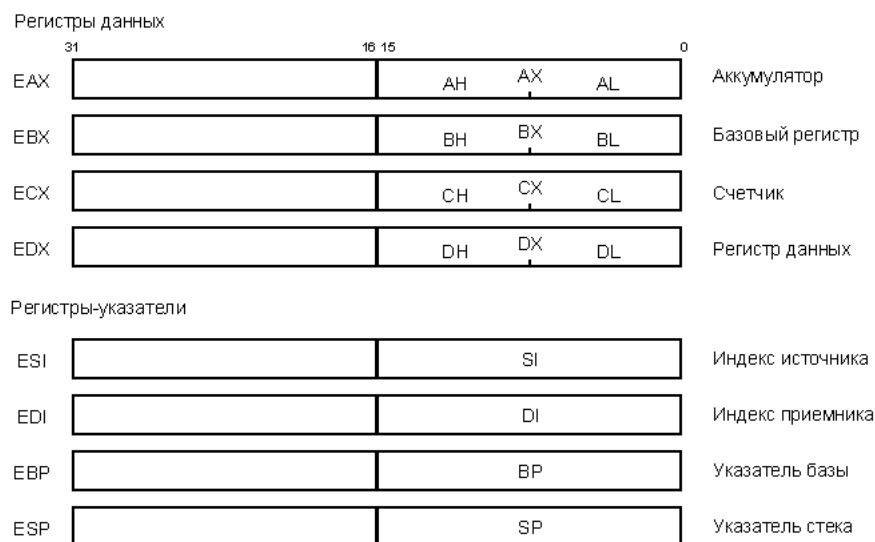 Регистры данных
31 16 15 0
EAX AH AX AL Аккумулятор
EBX BH BX BL Базовый регистр
ECX CH CX CL Счетчик
EDX DH DX DL Регистр данных
Регистры-указатели
ESI SI Индекс источника
EDI DI Индекс приемника
EBP BP Указатель базы
ESP SP Указатель стека